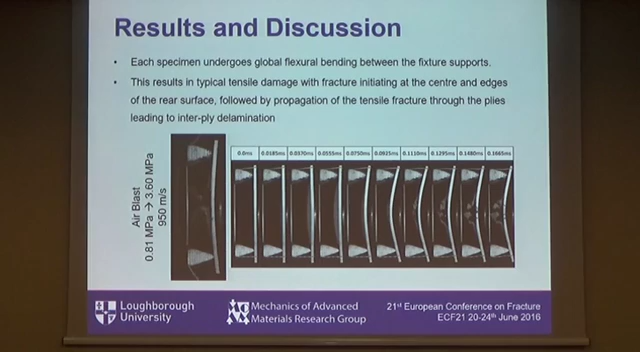 Results and Discussion
• Each specimen undergoes global flexural bending between the fixture supports.
• This results in typical tensile damage with fracture initiating at the centre and edges
of the rear surface, followed by propagation of the tensile fracture through the plies
leading to inter-ply delamination
Air Blast
0.81 MPa → 3.60 MPa
950 m/s
0.0ms 0.0185ms 0.0370ms 0.0555ms 0.0750ms 0.0925ms 0.1110ms 0.1295ms 0.1480ms 0.1665ms
Loughborough
University
Mechanics of Advanced
Materials Research Group
21st European Conference on Fracture
ECF21 20-24th June 2016